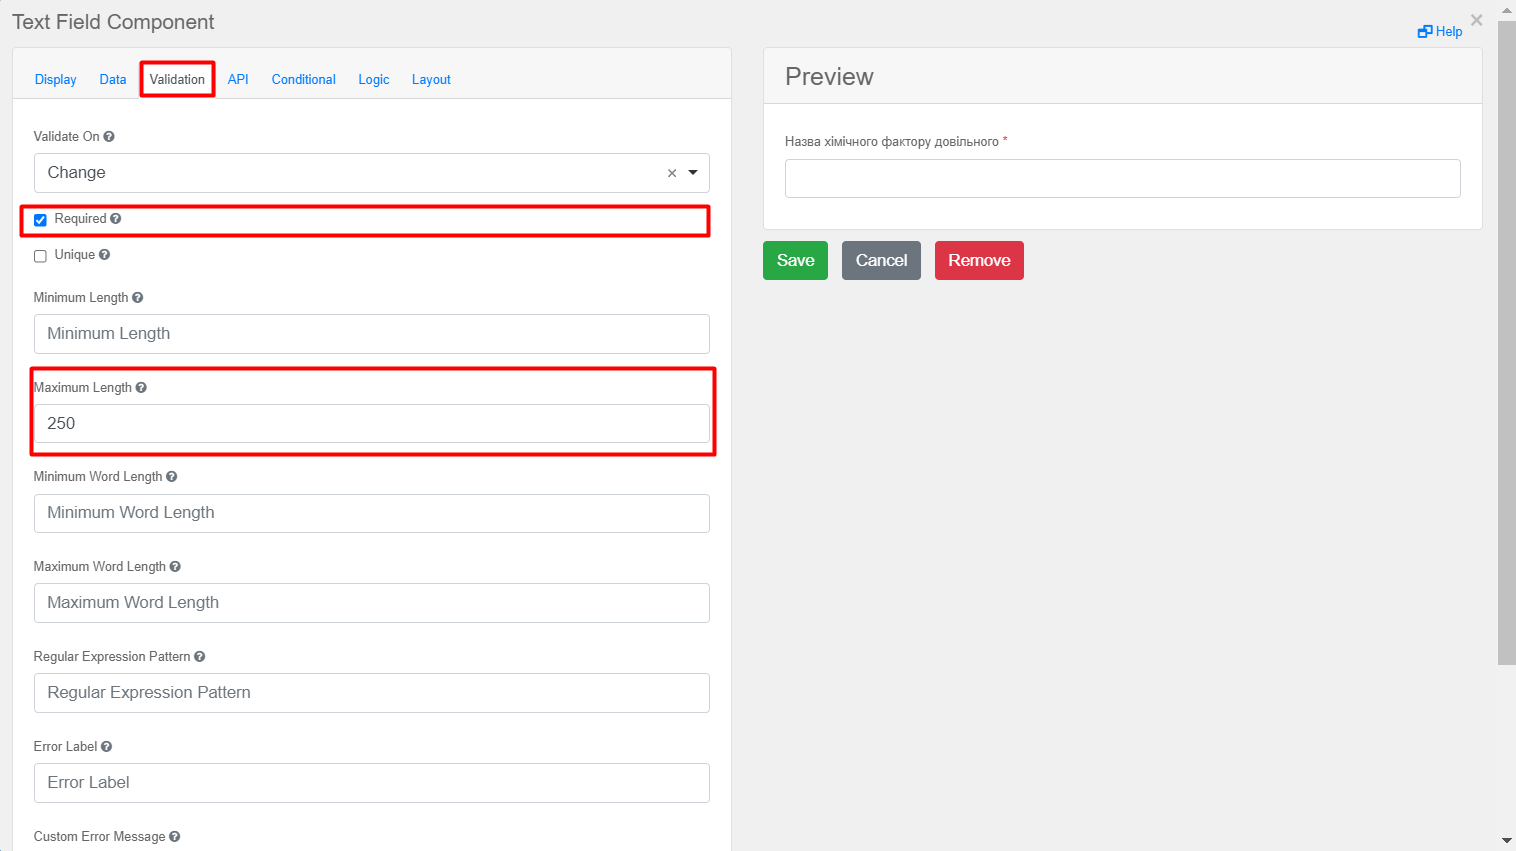 Text Field Component
×
Help
Display Data Validation API Conditional Logic Layout
Validate On
Change
Required
Unique
Minimum Length
Minimum Length
Maximum Length
250
Minimum Word Length
Minimum Word Length
Maximum Word Length
Maximum Word Length
Regular Expression Pattern
Regular Expression Pattern
Error Label
Error Label
Custom Error Message
Preview
Назва хімічного фактору довільного *
Save Cancel Remove